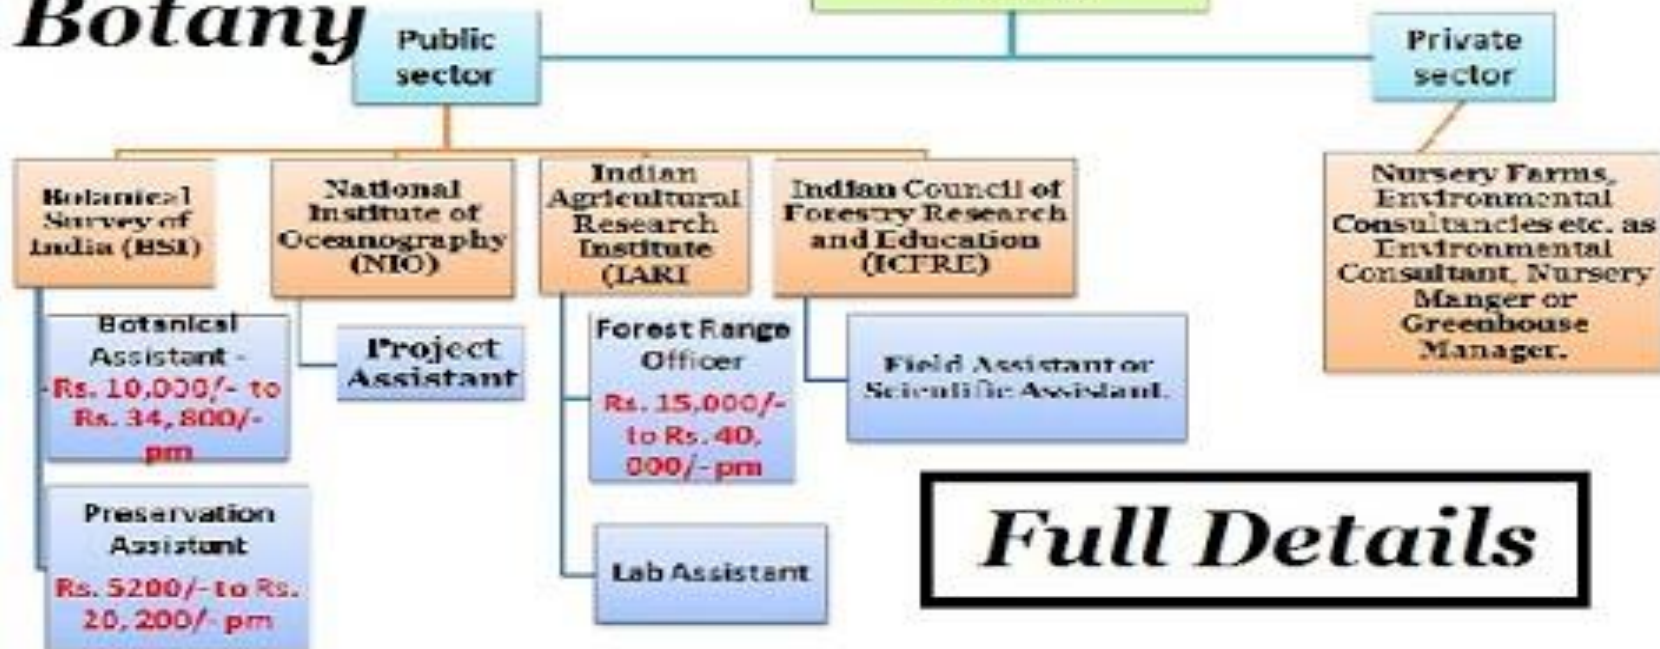 Botany
Public
sector
Private
sector
Botanical
Survey of
India (BSI)
National
Institute of
Oceanography
(NIO)
Indian
Agricultural
Research
Institute
(IARI
Indian Council of
Forestry Research
and Education
(ICFRE)
Nursery Farms,
Environmental
Consultancies etc. as
Environmental
Consultant, Nursery
Manger or
Greenhouse
Manager.
Botanical
Assistant -
Rs. 10,000/- to
Rs. 34, 800/-
pm
Project
Assistant
Forest Range
Officer
Rs. 15,000/-
to Rs. 40,
000/- pm
Field Assistant or
Scientific Assistant.
Preservation
Assistant
Rs. 5200/- to Rs.
20, 200/- pm
Lab Assistant
Full Details